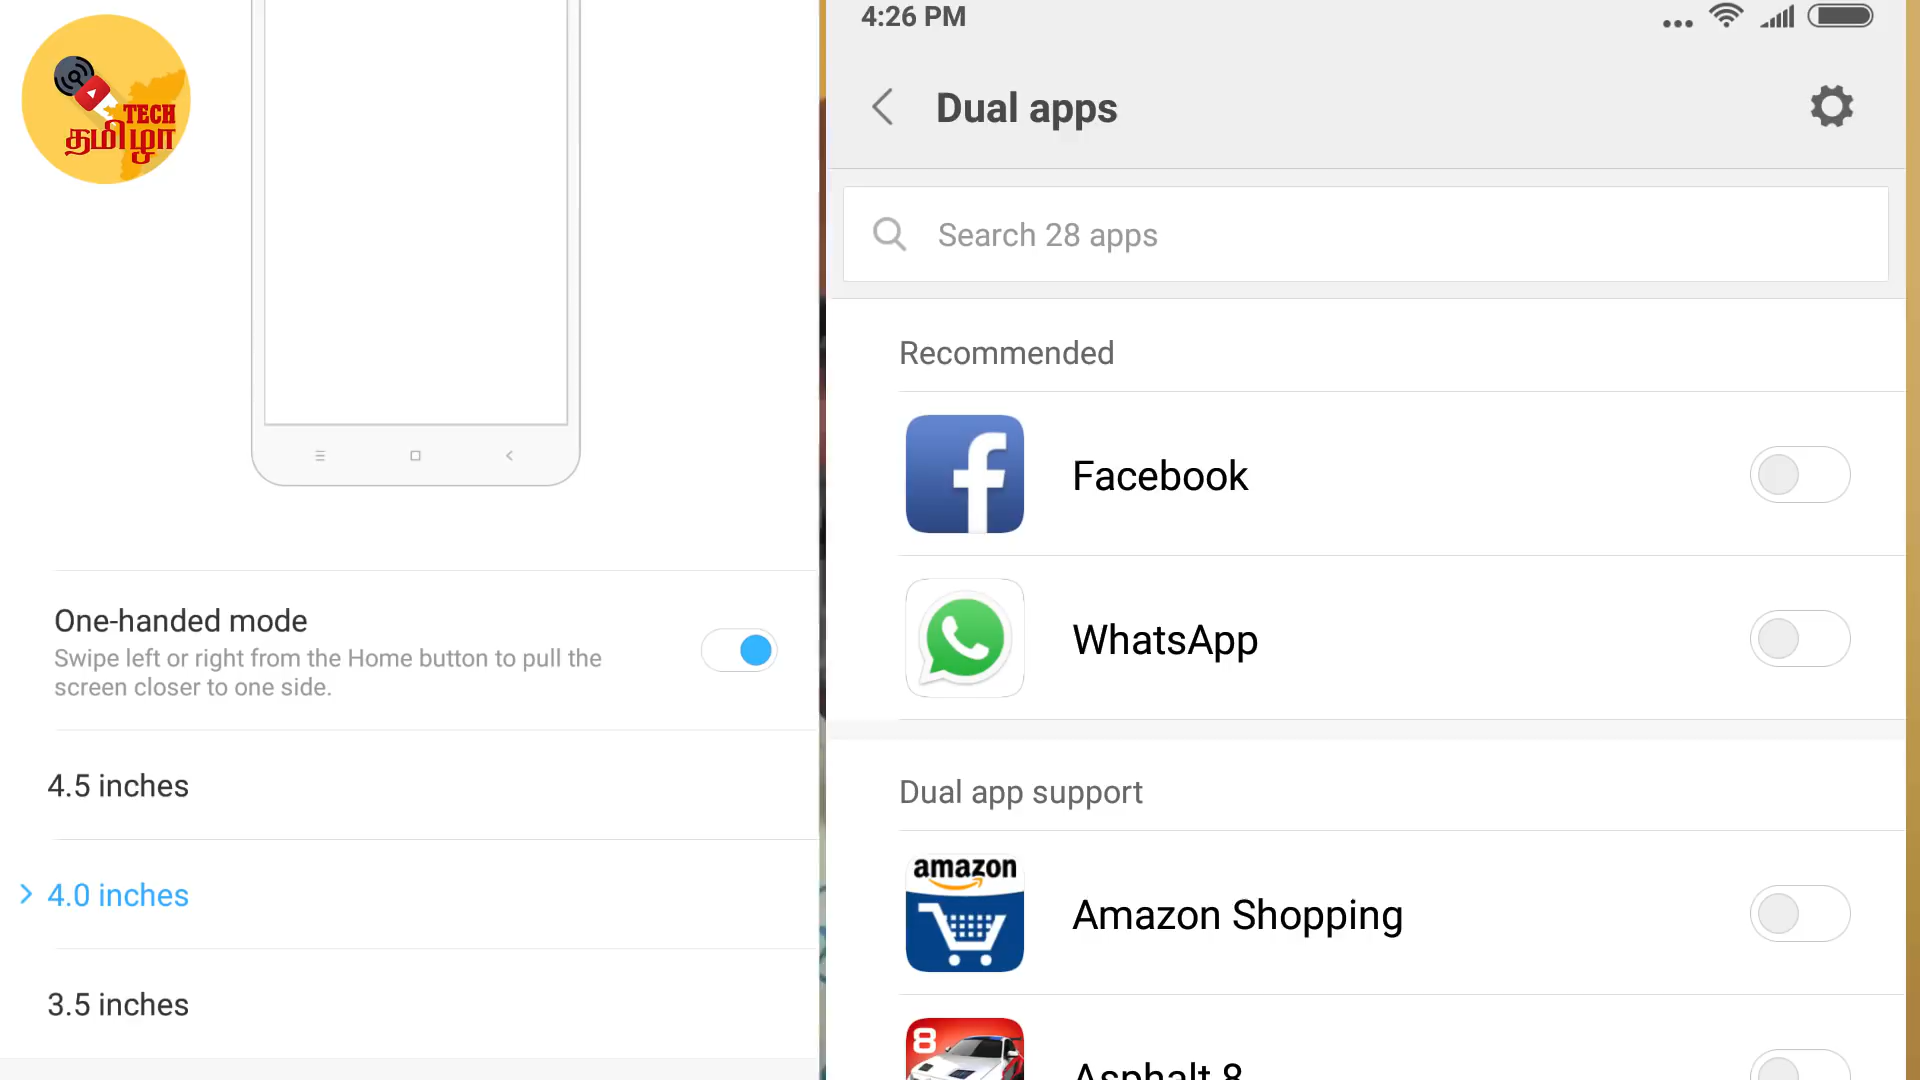 TECH
தமிழா
One-handed mode
Swipe left or right from the Home button to pull the
screen closer to one side.
4.5 inches
4.0 inches
3.5 inches
4:26 PM
Dual apps
Search 28 apps
Recommended
Facebook
WhatsApp
Dual app support
amazon
Amazon Shopping
8
Asphalt 8